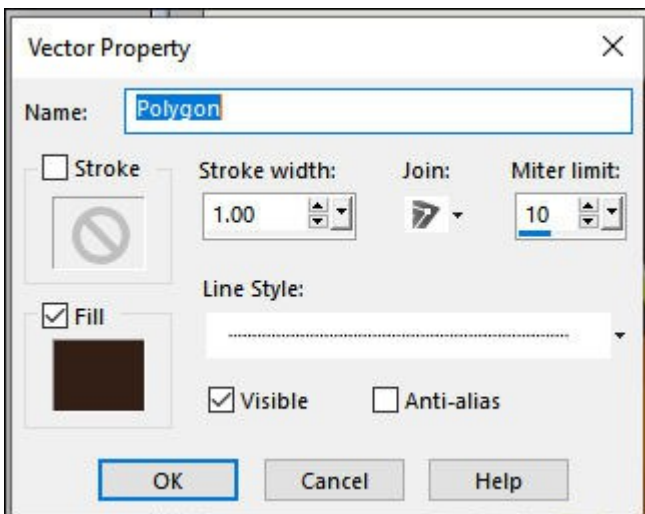 Vector Property
Name: Polygon
Stroke Stroke width: Join: Miter limit:
1.00 10
Line Style:
Fill
Visible Anti-alias
OK Cancel Help